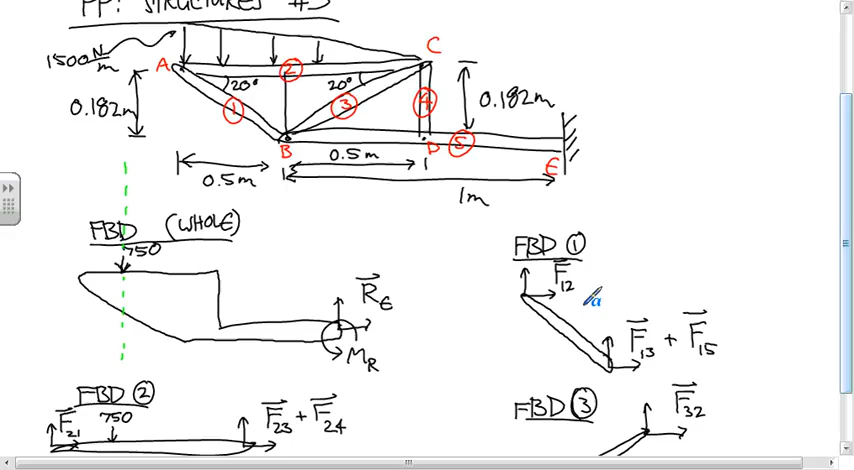 PP: STRUCTURES #3
1500 N/m
A
②
C
20°
20°
0.182m
①
③
④
0.182m
B
D
⑤
E
0.5m
0.5m
1m
FBD (WHOLE)
750
R_E
M_R
FBD ①
F_12
F_13 + F_15
FBD ②
F_21
750
F_23 + F_24
FBD ③
F_32